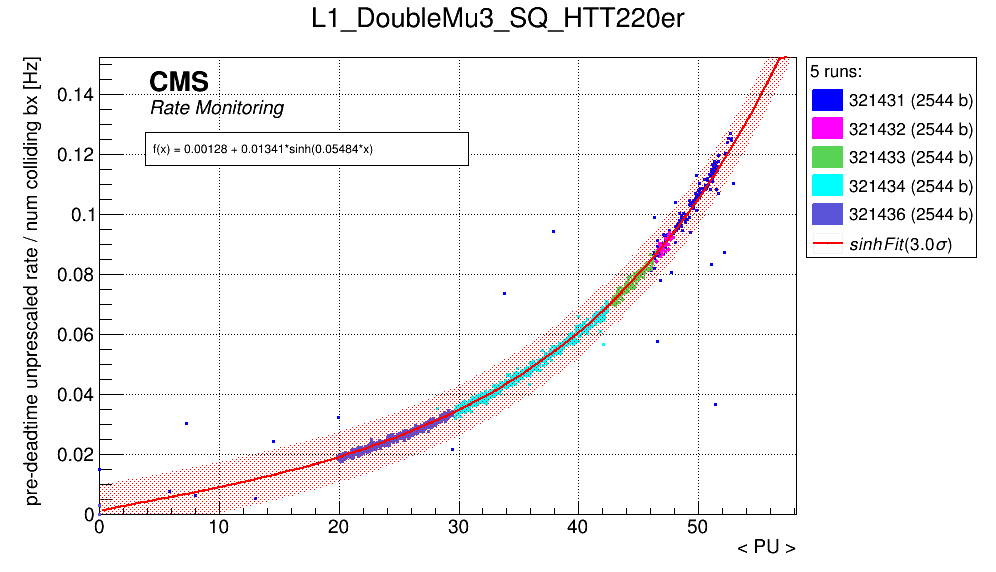 L1_DoubleMu3_SQ_HTT220er
pre-deadtime unprescaled rate / num colliding bx [Hz]
CMS
Rate Monitoring
f(x) = 0.00128 + 0.01341*sinh(0.05484*x)
0.14
0.12
0.1
0.08
0.06
0.04
0.02
0
0 10 20 30 40 50
< PU >
5 runs:
321431 (2544 b)
321432 (2544 b)
321433 (2544 b)
321434 (2544 b)
321436 (2544 b)
sinhFit(3.0σ)